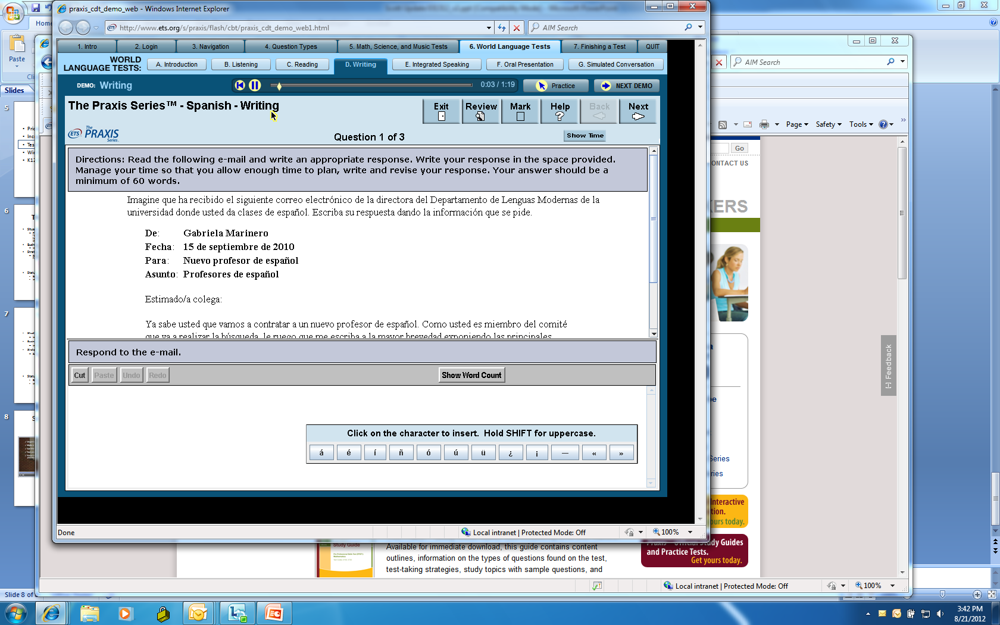 praxis_cdt_demo_web - Windows Internet Explorer
http://www.ets.org/s/praxis/flash/cbt/praxis_cdt_demo_web1.html
AIM Search
Home
Paste
Slides
5
6
7
8
1. Intro
2. Login
3. Navigation
4. Question Types
5. Math, Science, and Music Tests
6. World Language Tests
7. Finishing a Test
QUIT
WORLD
LANGUAGE TESTS:
A. Introduction
B. Listening
C. Reading
D. Writing
E. Integrated Speaking
F. Oral Presentation
G. Simulated Conversation
DEMO: Writing
0:03 / 1:19
Practice
NEXT DEMO
The Praxis Series™ - Spanish - Writing
Exit
Review
Mark
Help
Back
Next
ETS
The
PRAXIS
Series
Question 1 of 3
Show Time
Directions: Read the following e-mail and write an appropriate response. Write your response in the space provided.
Manage your time so that you allow enough time to plan, write and revise your response. Your answer should be a
minimum of 60 words.
Imagine que ha recibido el siguiente correo electrónico de la directora del Departamento de Lenguas Modernas de la
universidad donde usted da clases de español. Escriba su respuesta dando la información que se pide.
De: Gabriela Marinero
Fecha: 15 de septiembre de 2010
Para: Nuevo profesor de español
Asunto: Profesores de español
Estimado/a colega:
Ya sabe usted que vamos a contratar a un nuevo profesor de español. Como usted es miembro del comité
que va a realizar la búsqueda, le ruego que me escriba a la mayor brevedad exponiendo las principales
Respond to the e-mail.
Cut
Paste
Undo
Redo
Show Word Count
Click on the character to insert. Hold SHIFT for uppercase.
á é í ñ ó ú ü ¿ ¡ — « »
Done
Local intranet | Protected Mode: Off
100%
AIM Search
Page
Safety
Tools
Go
ONTACT US
KERS
[-] Feedback
Series
ries
nteractive
tion.
ours today.
Study Guides
and Practice Tests.
Get yours today.
Study Guide
Available for immediate download, this guide contains content
outlines, information on the types of questions found on the test,
test-taking strategies, study topics with sample questions, and
Local intranet | Protected Mode: Off
100%
Slide 8 of
3:42 PM
8/21/2012